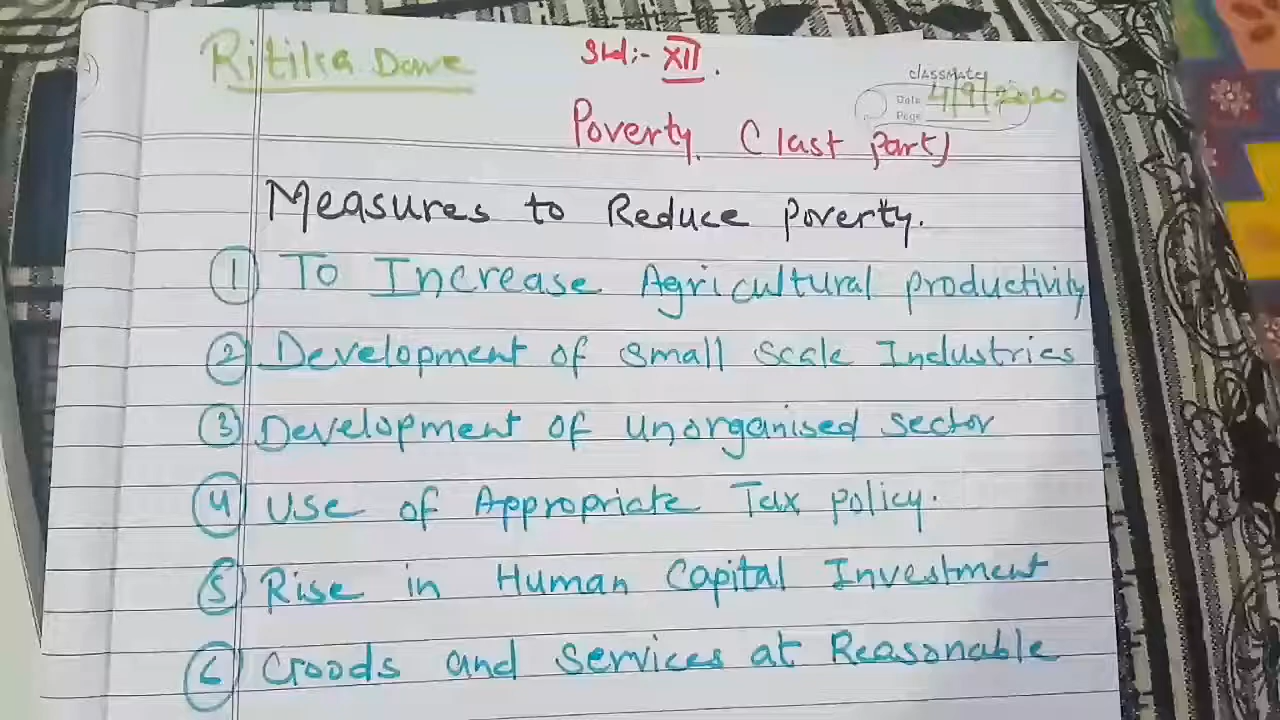 Ritika Dave
Std:- XII.
classmate
Date 4/9/2020
Page
Poverty (last part)
Measures to Reduce Poverty.
① To Increase Agricultural productivity
② Development of small scale Industries
③ Development of unorganised sector
④ Use of Appropriate Tax policy.
⑤ Rise in Human Capital Investment
⑥ Goods and services at Reasonable